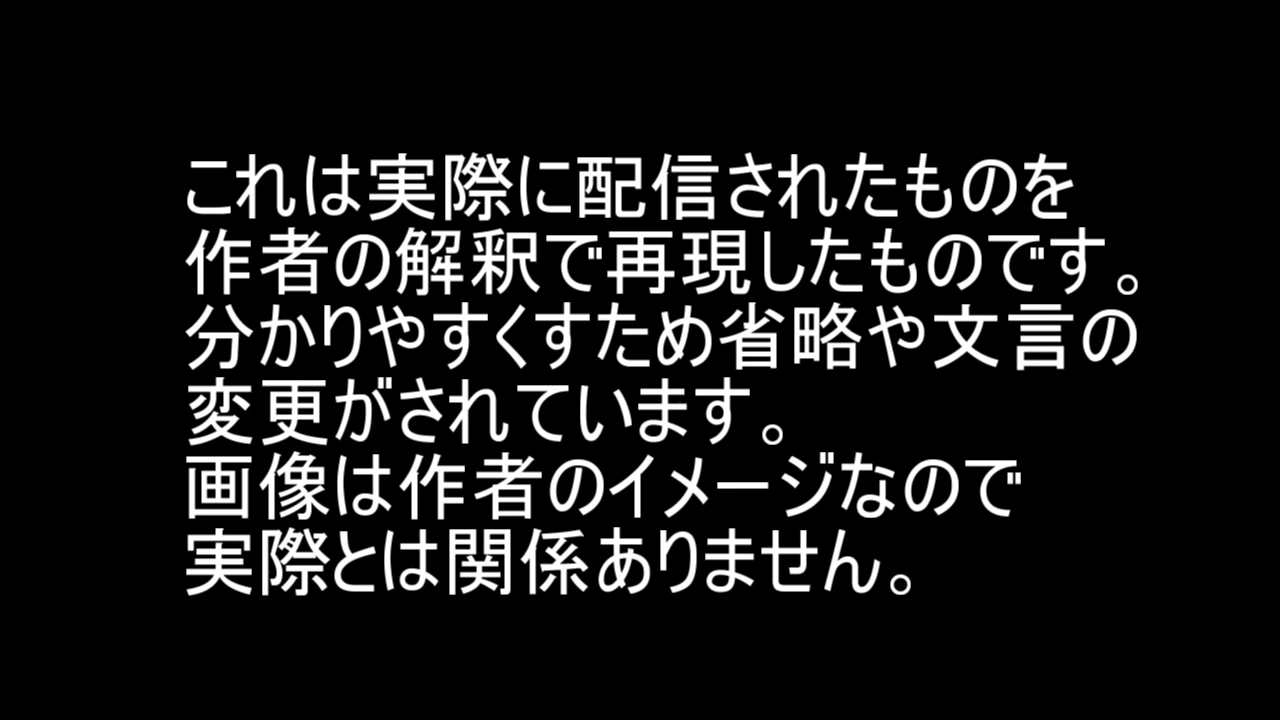 これは実際に配信されたものを
作者の解釈で再現したものです。
分かりやすくすため省略や文言の
変更がされています。
画像は作者のイメージなので
実際とは関係ありません。